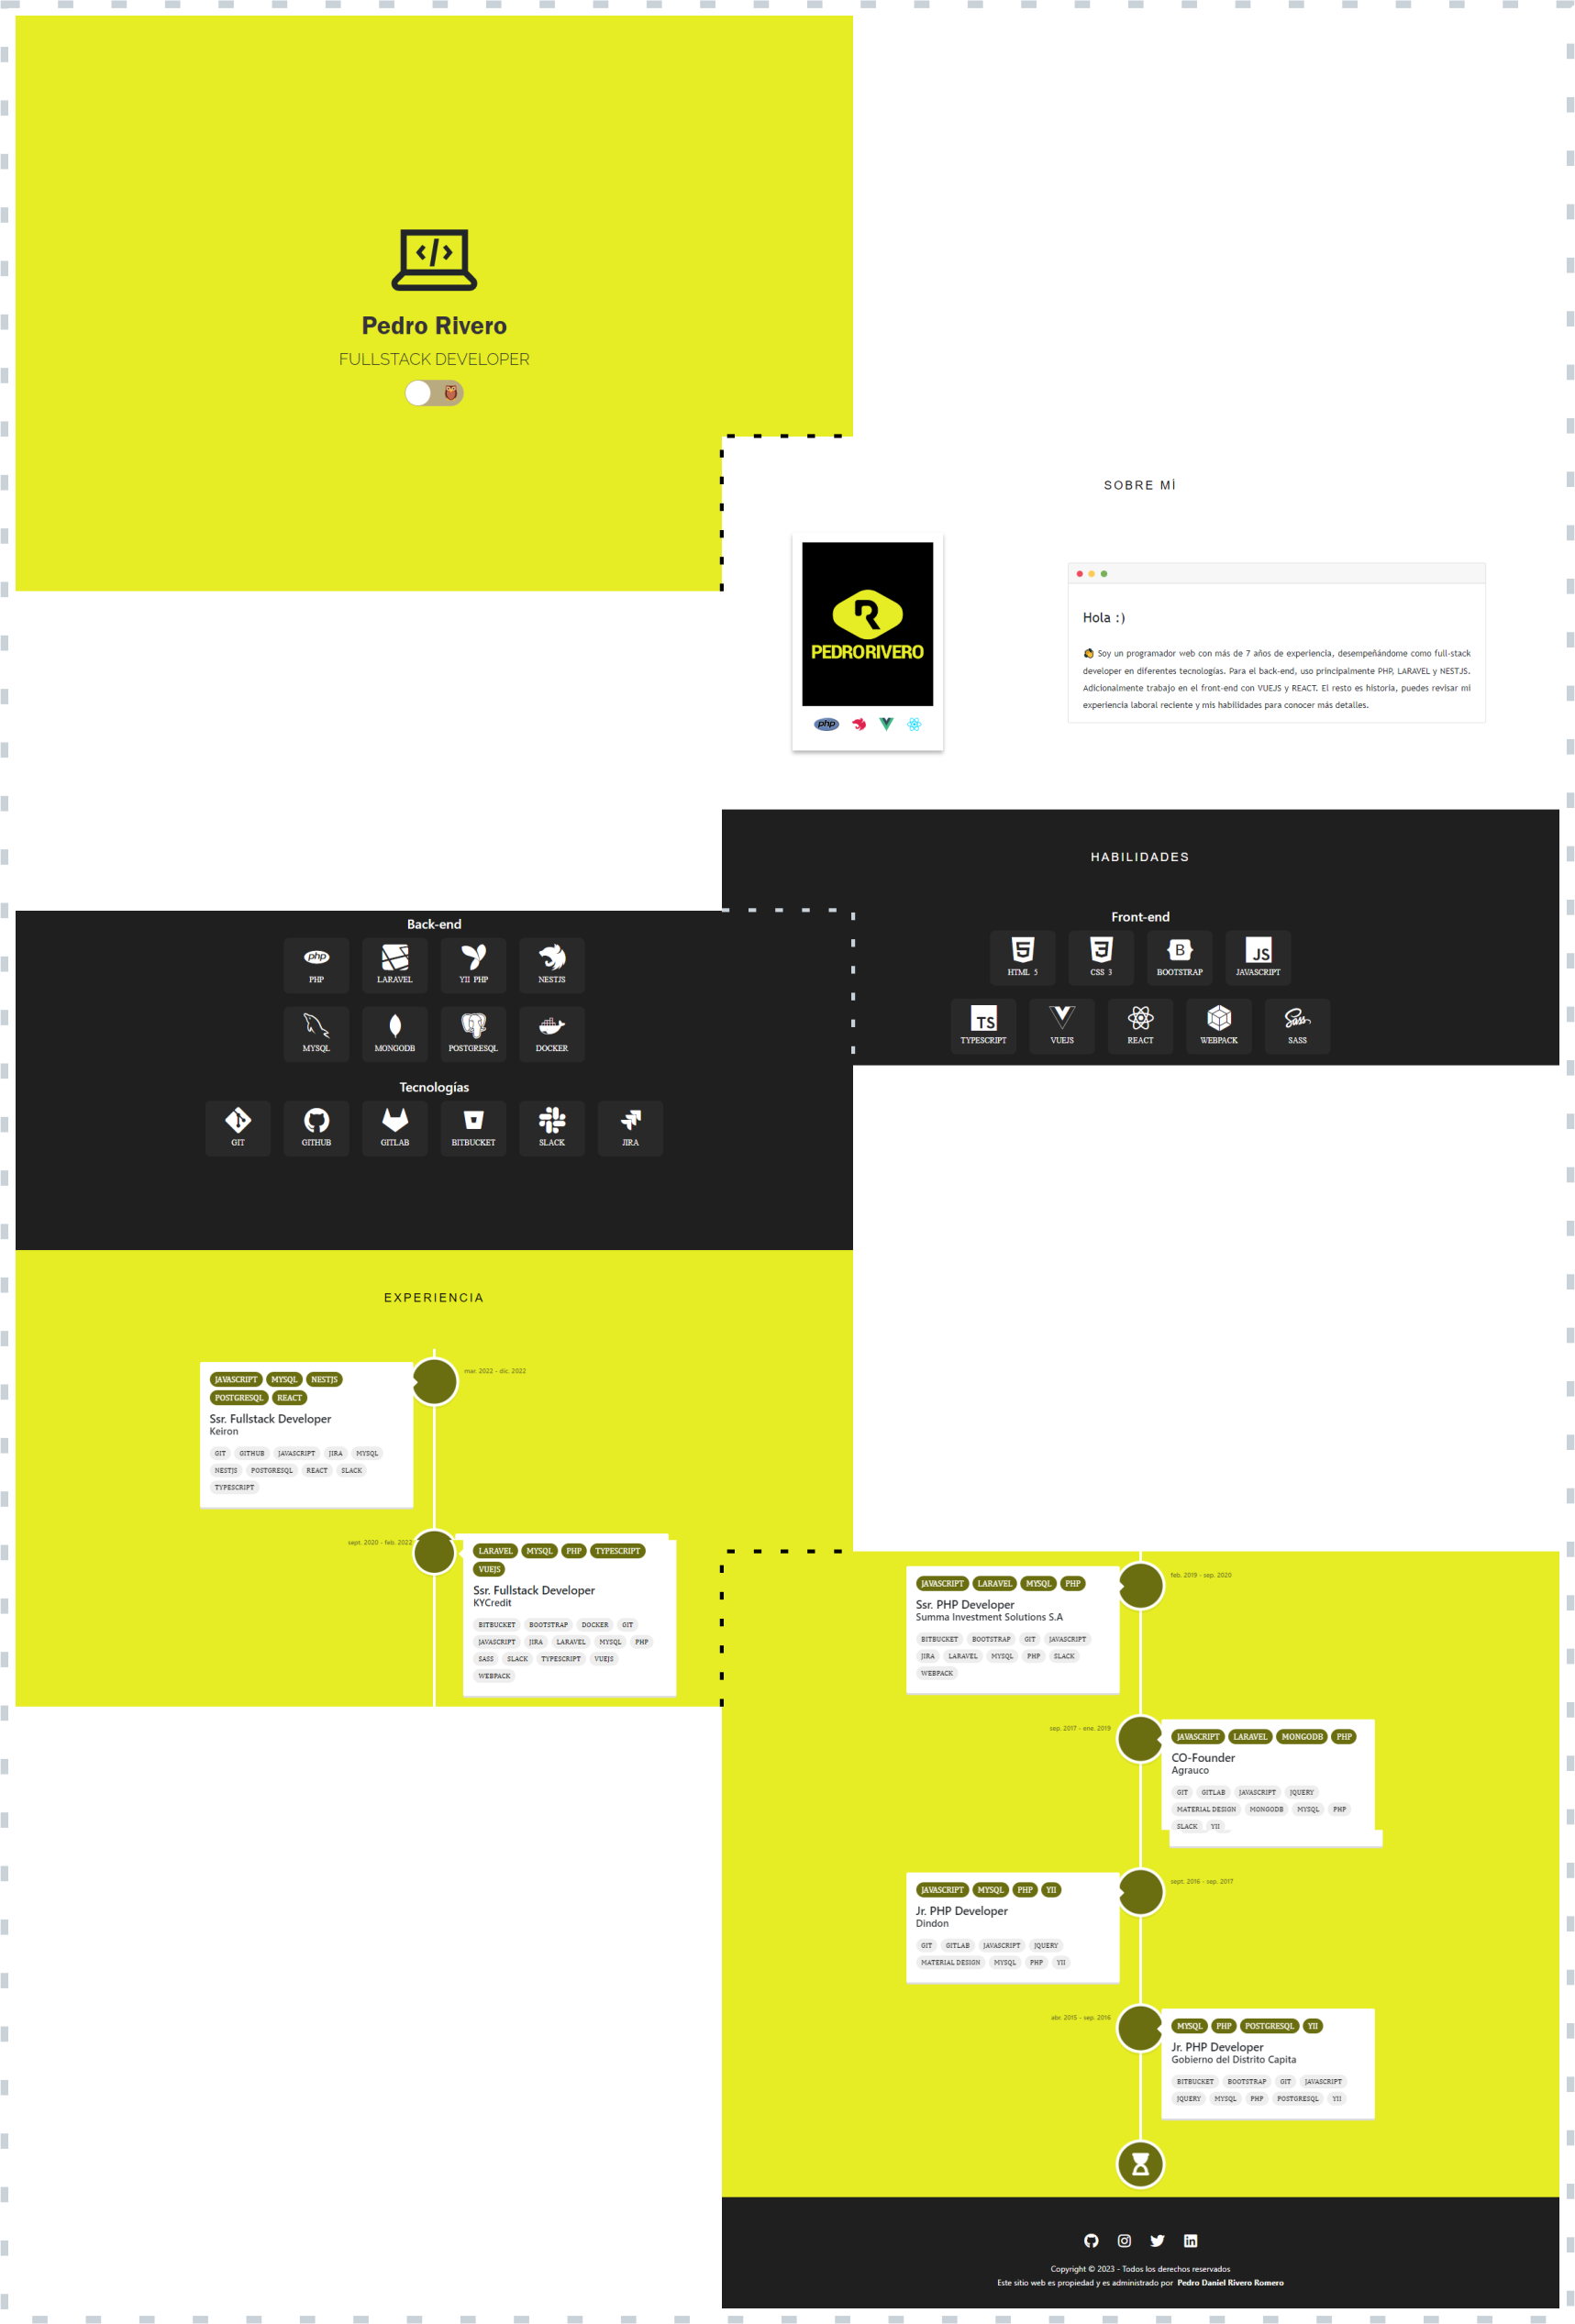 Pedro Rivero
FULLSTACK DEVELOPER
SOBRE MÍ
PEDRORIVERO
php
Hola :)
Soy un programador web con más de 7 años de experiencia, desempeñándome como full-stack
developer en diferentes tecnologías. Para el back-end, uso principalmente PHP, LARAVEL y NESTJS.
Adicionalmente trabajo en el front-end con VUEJS y REACT. El resto es historia, puedes revisar mi
experiencia laboral reciente y mis habilidades para conocer más detalles.
HABILIDADES
Front-end
HTML 5
CSS 3
BOOTSTRAP
JAVASCRIPT
TYPESCRIPT
VUEJS
REACT
WEBPACK
SASS
Back-end
PHP
LARAVEL
YII PHP
NESTJS
MYSQL
MONGODB
POSTGRESQL
DOCKER
Tecnologías
GIT
GITHUB
GITLAB
BITBUCKET
SLACK
JIRA
EXPERIENCIA
mar. 2022 - dic. 2022
JAVASCRIPT MYSQL NESTJS
POSTGRESQL REACT
Ssr. Fullstack Developer
Keiron
GIT GITHUB JAVASCRIPT JIRA MYSQL
NESTJS POSTGRESQL REACT SLACK
TYPESCRIPT
sept. 2020 - feb. 2022
LARAVEL MYSQL PHP TYPESCRIPT
VUEJS
Ssr. Fullstack Developer
KYCredit
BITBUCKET BOOTSTRAP DOCKER GIT
JAVASCRIPT JIRA LARAVEL MYSQL PHP
SASS SLACK TYPESCRIPT VUEJS
WEBPACK
feb. 2019 - sep. 2020
JAVASCRIPT LARAVEL MYSQL PHP
Ssr. PHP Developer
Summa Investment Solutions S.A
BITBUCKET BOOTSTRAP GIT JAVASCRIPT
JIRA LARAVEL MYSQL PHP SLACK
WEBPACK
sep. 2017 - ene. 2019
JAVASCRIPT LARAVEL MONGODB PHP
CO-Founder
Agrauco
GIT GITLAB JAVASCRIPT JQUERY
MATERIAL DESIGN MONGODB MYSQL PHP
SLACK YII
sept. 2016 - sep. 2017
JAVASCRIPT MYSQL PHP YII
Jr. PHP Developer
Dindon
GIT GITLAB JAVASCRIPT JQUERY
MATERIAL DESIGN MYSQL PHP YII
abr. 2015 - sep. 2016
MYSQL PHP POSTGRESQL YII
Jr. PHP Developer
Gobierno del Distrito Capita
BITBUCKET BOOTSTRAP GIT JAVASCRIPT
JQUERY MYSQL PHP POSTGRESQL YII
Copyright © 2023 - Todos los derechos reservados
Este sitio web es propiedad y es administrado por Pedro Daniel Rivero Romero